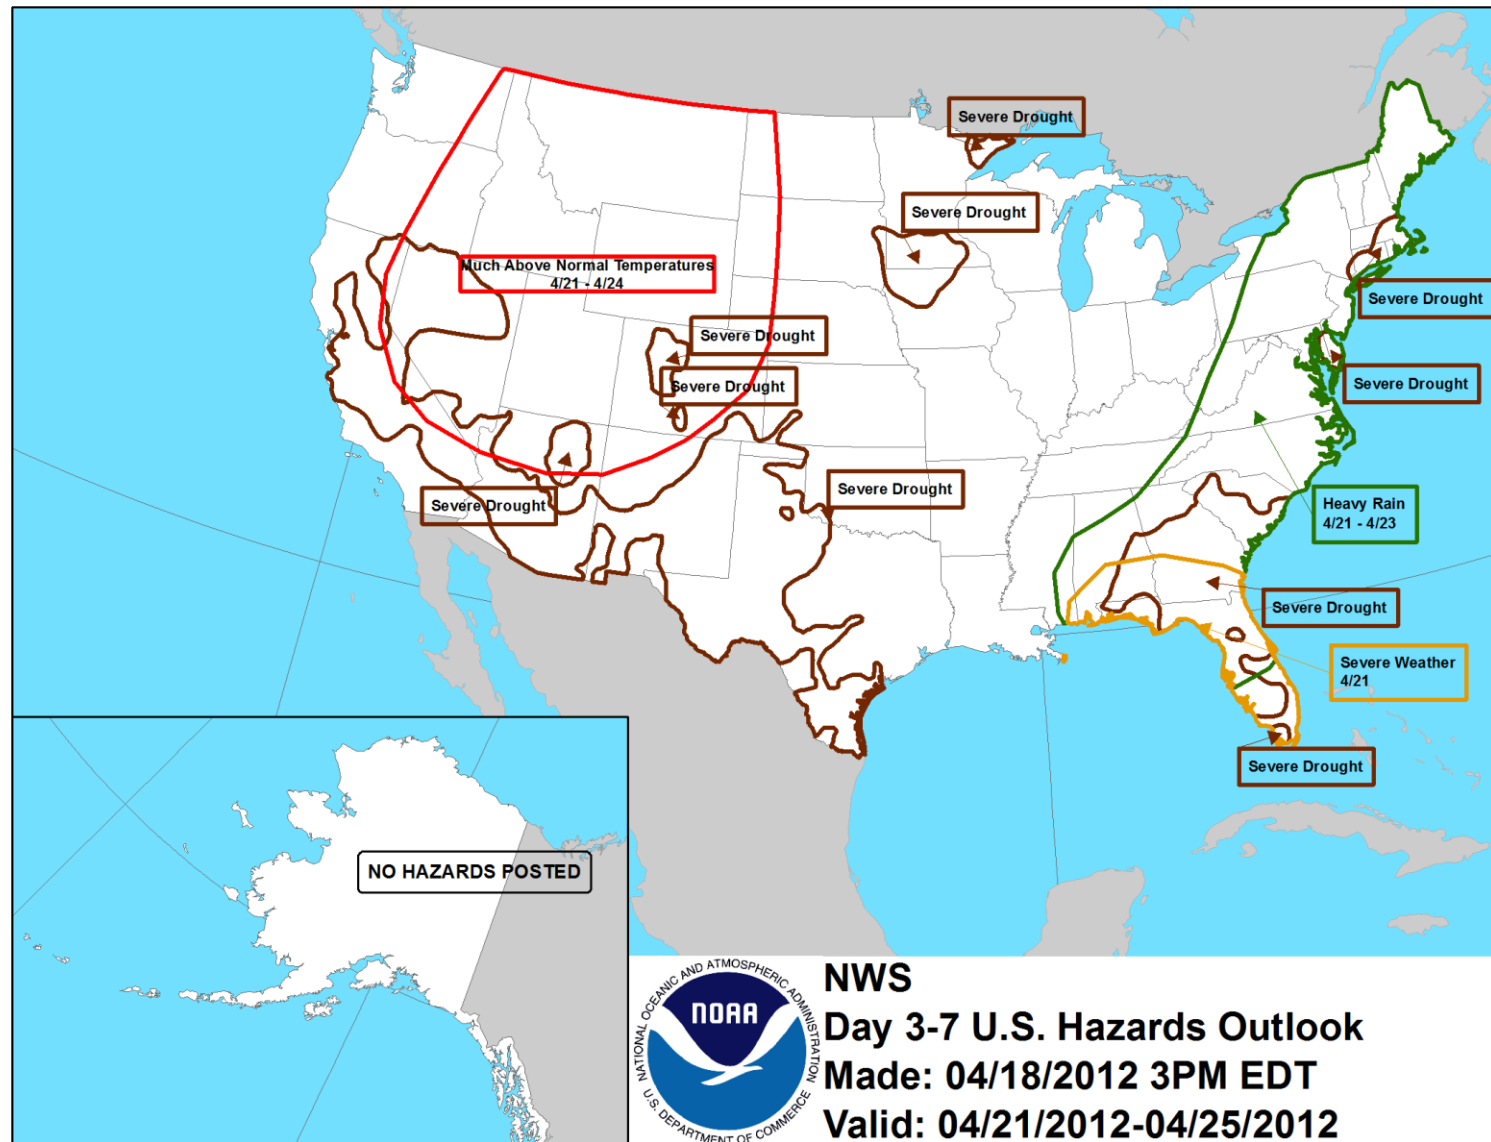 Severe Drought
Severe Drought
Much Above Normal Temperatures
4/21 - 4/24
Severe Drought
Severe Drought
Severe Drought
Severe Drought
Severe Drought
Severe Drought
Severe Drought
Heavy Rain
4/21 - 4/23
Severe Drought
Severe Weather
4/21
Severe Drought
NO HAZARDS POSTED
NATIONAL OCEANIC AND ATMOSPHERIC ADMINISTRATION
NOAA
U.S. DEPARTMENT OF COMMERCE
NWS
Day 3-7 U.S. Hazards Outlook
Made: 04/18/2012 3PM EDT
Valid: 04/21/2012-04/25/2012